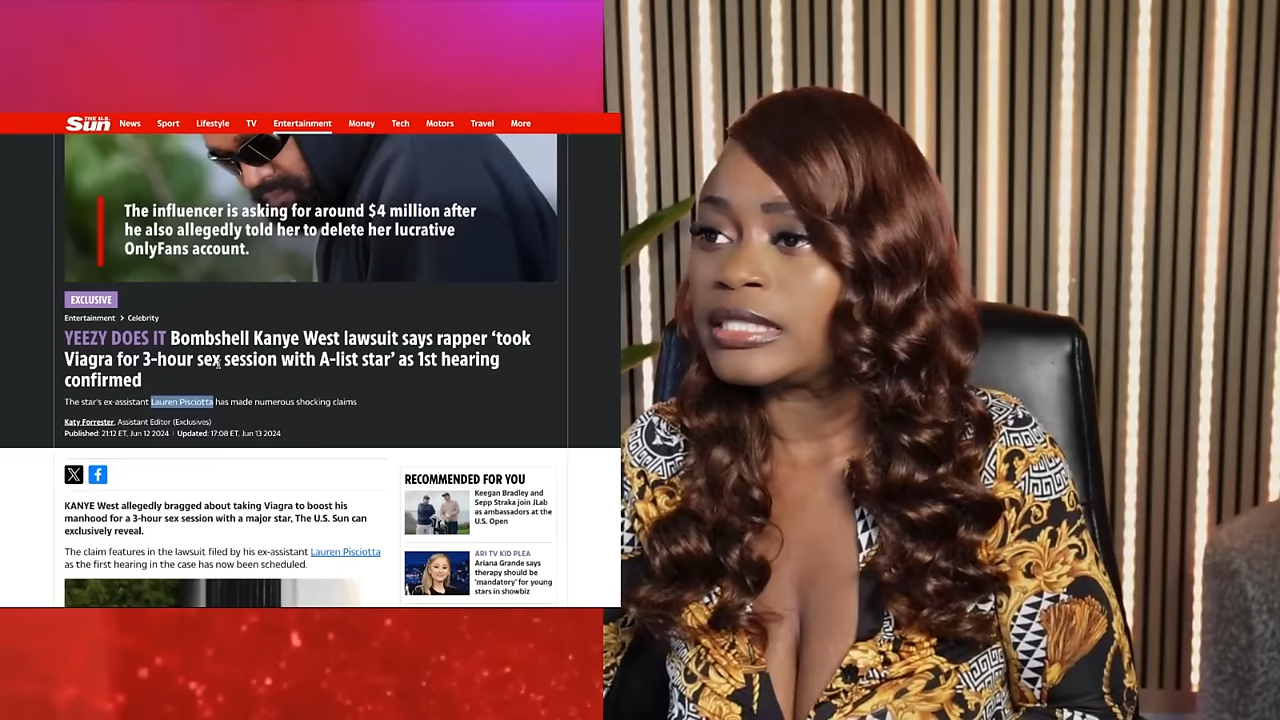 THE U.S. Sun
News Sport Lifestyle TV Entertainment Money Tech Motors Travel More
The influencer is asking for around $4 million after
he also allegedly told her to delete her lucrative
OnlyFans account.
EXCLUSIVE
Entertainment > Celebrity
YEEZY DOES IT Bombshell Kanye West lawsuit says rapper ‘took
Viagra for 3-hour sex session with A-list star’ as 1st hearing
confirmed
The star's ex-assistant Lauren Pisciotta has made numerous shocking claims
Katy Forrester, Assistant Editor (Exclusives)
Published: 21:12 ET, Jun 12 2024 | Updated: 17:08 ET, Jun 13 2024
KANYE West allegedly bragged about taking Viagra to boost his
manhood for a 3-hour sex session with a major star, The U.S. Sun can
exclusively reveal.
The claim features in the lawsuit filed by his ex-assistant Lauren Pisciotta
as the first hearing in the case has now been scheduled.
RECOMMENDED FOR YOU
Keegan Bradley and
Sepp Straka join JLab
as ambassadors at the
U.S. Open
ARI TV KID PLEA
Ariana Grande says
therapy should be
'mandatory' for young
stars in showbiz